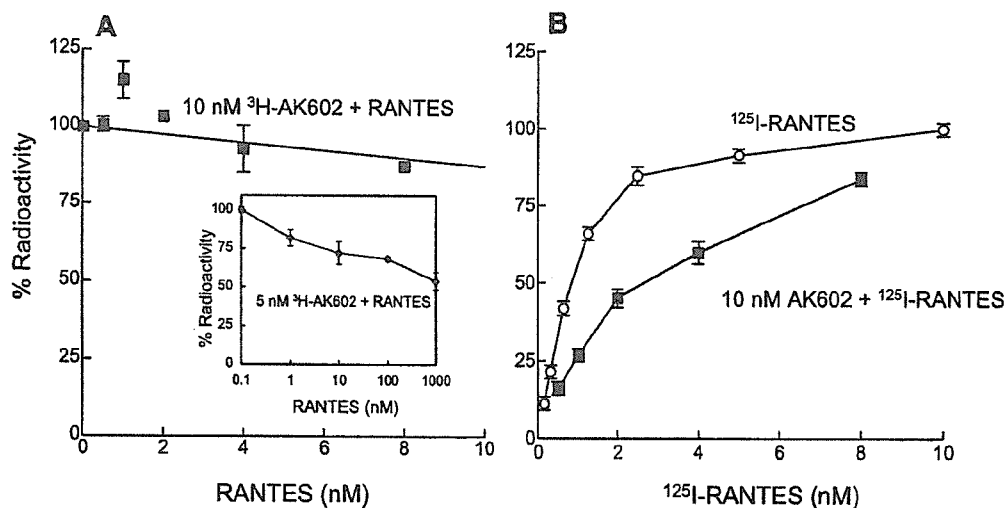 A
125
100
75
50
25
0
% Radioactivity
10 nM ³H-AK602 + RANTES
100
75
50
25
0
% Radioactivity
5 nM ³H-AK602 + RANTES
0.1 1 10 100 1000
RANTES (nM)
0 2 4 6 8 10
RANTES (nM)
B
125
100
75
50
25
0
¹²⁵I-RANTES
10 nM AK602 + ¹²⁵I-RANTES
0 2 4 6 8 10
¹²⁵I-RANTES (nM)